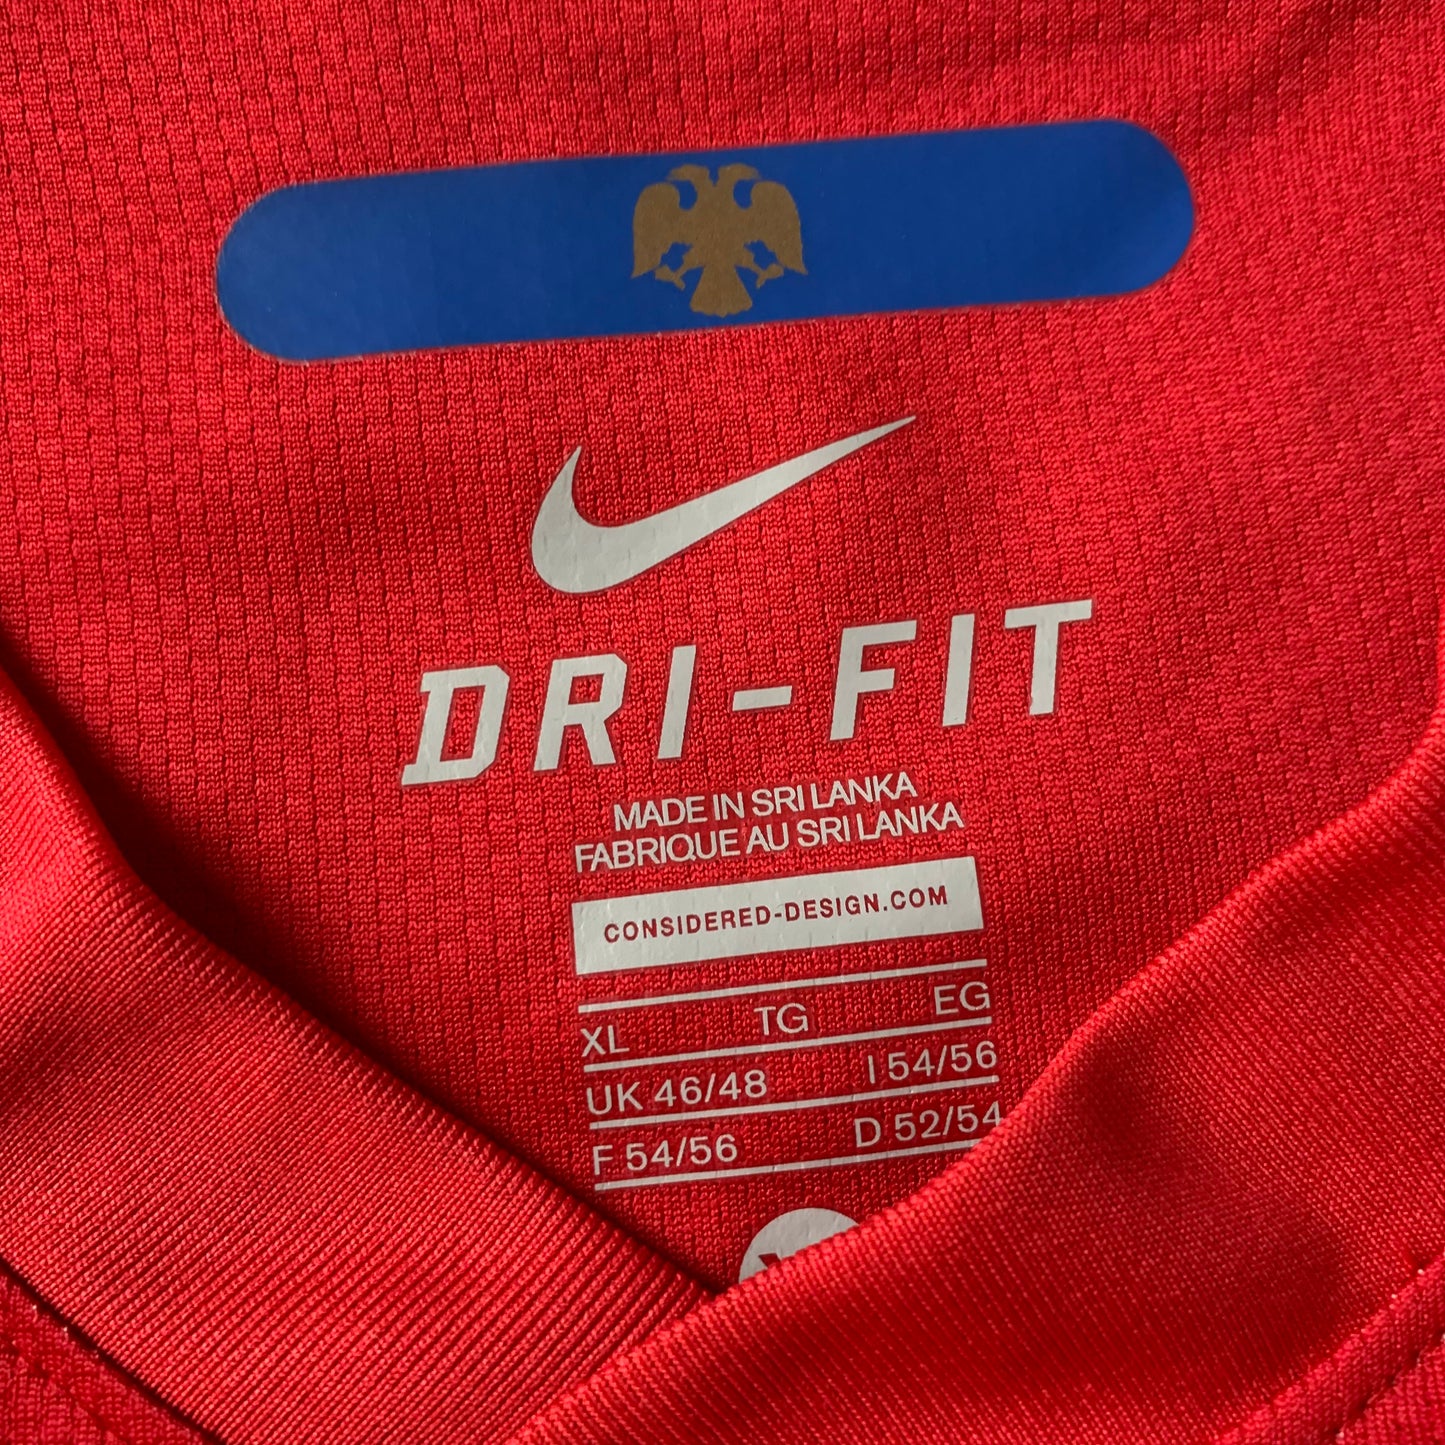 DRI-FIT
MADE IN SRI LANKA
FABRIQUE AU SRI LANKA
CONSIDERED-DESIGN.COM
XL TG EG
UK 46/48 I 54/56
F 54/56 D 52/54